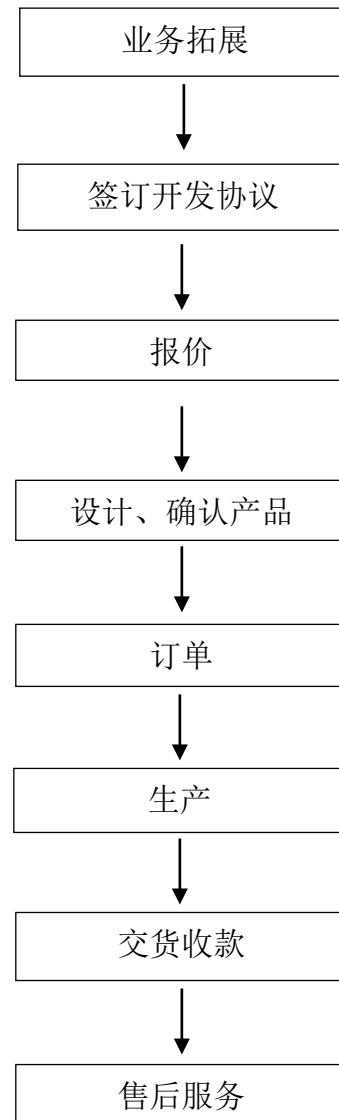 业务拓展
签订开发协议
报价
设计、确认产品
订单
生产
交货收款
售后服务